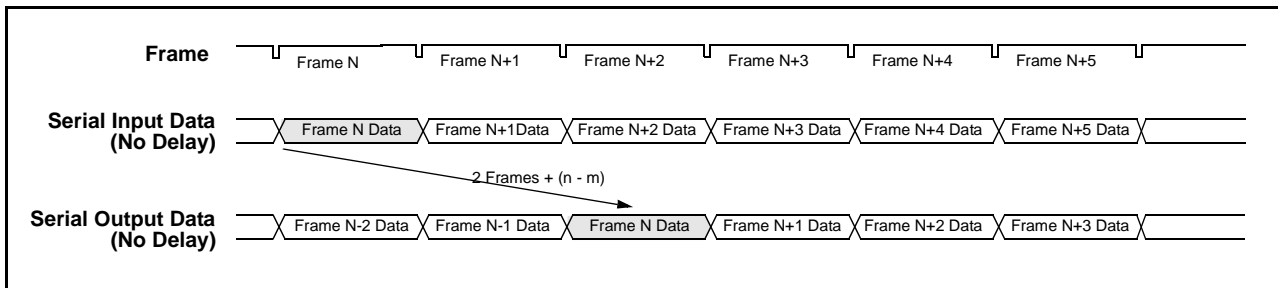 Frame
Frame N
Frame N+1
Frame N+2
Frame N+3
Frame N+4
Frame N+5
Serial Input Data
(No Delay)
Frame N Data
Frame N+1Data
Frame N+2 Data
Frame N+3 Data
Frame N+4 Data
Frame N+5 Data
2 Frames + (n - m)
Serial Output Data
(No Delay)
Frame N-2 Data
Frame N-1 Data
Frame N Data
Frame N+1 Data
Frame N+2 Data
Frame N+3 Data